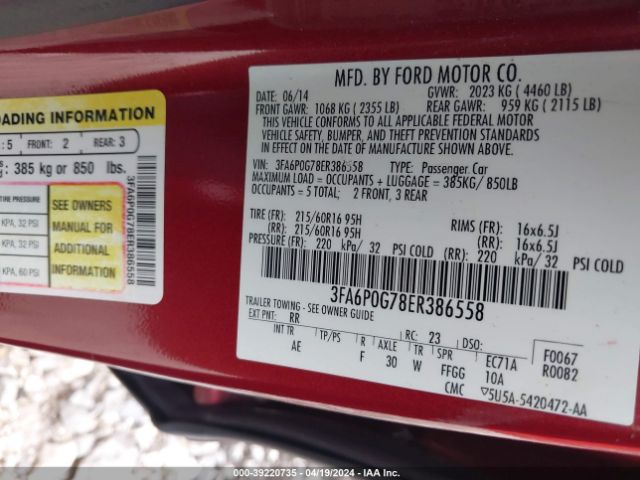 OADING INFORMATION
: 5 FRONT: 2 REAR: 3
385 kg or 850 lbs.
TIRE PRESSURE
KPA, 32 PSI
KPA, 32 PSI
KPA, 60 PSI
SEE OWNERS
MANUAL FOR
ADDITIONAL
INFORMATION
3FA6P0G78ER386558
MFD. BY FORD MOTOR CO.
DATE: 06/14 GVWR: 2023 KG ( 4460 LB)
FRONT GAWR: 1068 KG ( 2355 LB) REAR GAWR: 959 KG ( 2115 LB)
THIS VEHICLE CONFORMS TO ALL APPLICABLE FEDERAL MOTOR
VEHICLE SAFETY, BUMPER, AND THEFT PREVENTION STANDARDS
IN EFFECT ON THE DATE OF MANUFACTURE SHOWN ABOVE.
VIN: 3FA6P0G78ER386558 TYPE: Passenger Car
MAXIMUM LOAD = OCCUPANTS + LUGGAGE = 385KG/850LB
OCCUPANTS = 5 TOTAL; 2 FRONT, 3 REAR
TIRE (FR): 215/60R16 95H RIMS (FR): 16x6.5J
(RR): 215/60R16 95H (RR): 16x6.5J
PRESSURE (FR): 220 kPa/ 32 PSI COLD (RR): 220 kPa/ 32 PSI COLD
3FA6P0G78ER386558
TRAILER TOWING - SEE OWNER GUIDE
EXT PNT: RR RC: 23 DSO: F0067
INT TR TP/PS R AXLE TR SPR EC71A R0082
AE F 30 W FFGG 10A
CMC ▽5U5A-5420472-AA
000-39220735 - 04/19/2024 - IAA Inc.